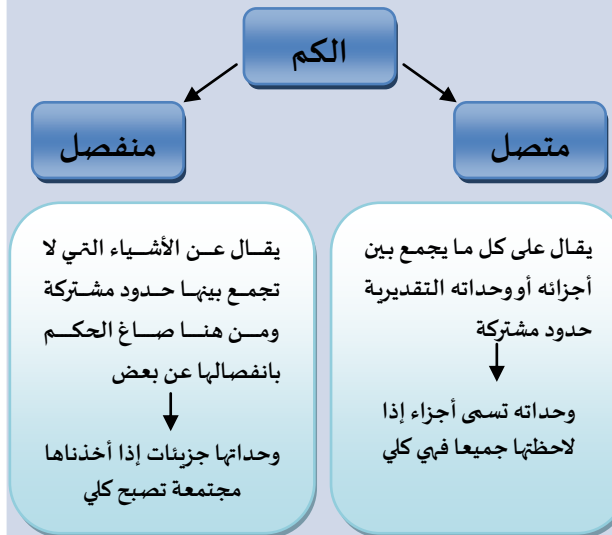 الكم
متصل
منفصل
يقال على كل ما يجمع بين
أجزائه أو وحداته التقديرية
حدود مشتركة
وحداته تسمى أجزاء إذا
لاحظتها جميعا فهي كلي
يقال عن الأشياء التي لا
تجمع بينها حدود مشتركة
ومن هنا صاغ الحكم
بانفصالها عن بعض
وحداتها جزيئات إذا أخذناها
مجتمعة تصبح كلي